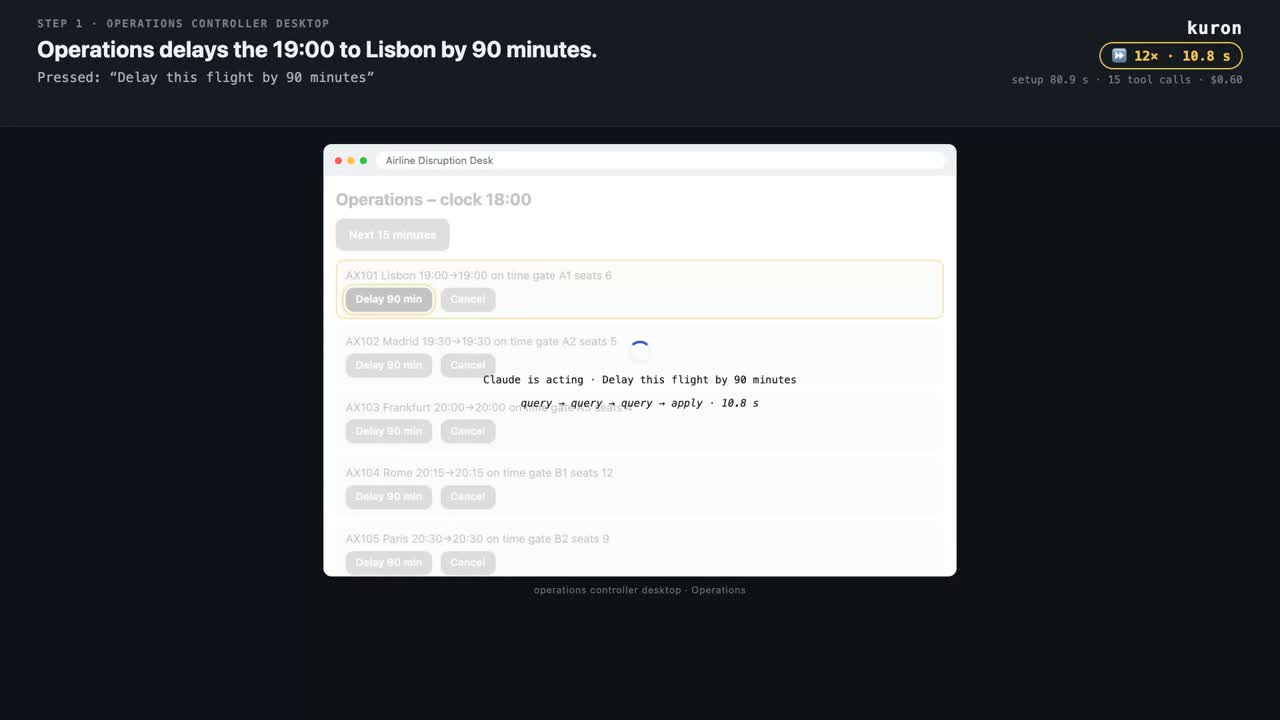 STEP 1 · OPERATIONS CONTROLLER DESKTOP
Operations delays the 19:00 to Lisbon by 90 minutes.
Pressed: “Delay this flight by 90 minutes”
kuron
⏩ 12× · 10.8 s
setup 80.9 s · 15 tool calls · $0.60
Airline Disruption Desk
Operations – clock 18:00
Next 15 minutes
AX101 Lisbon 19:00→19:00 on time gate A1 seats 6
Delay 90 min Cancel
AX102 Madrid 19:30→19:30 on time gate A2 seats 5
Delay 90 min Cancel
Claude is acting · Delay this flight by 90 minutes
query → query → query → apply · 10.8 s
AX103 Frankfurt 20:00→20:00 on time gate A3 seats
Delay 90 min Cancel
AX104 Rome 20:15→20:15 on time gate B1 seats 12
Delay 90 min Cancel
AX105 Paris 20:30→20:30 on time gate B2 seats 9
Delay 90 min Cancel
operations controller desktop · Operations